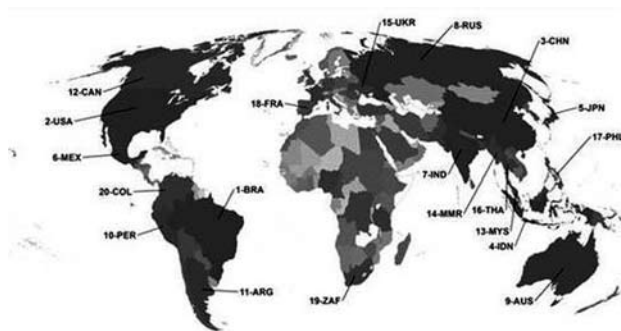 15-UKR
8-RUS
3-CHN
12-CAN
18-FRA
5-JPN
2-USA
17-PHL
6-MEX
7-IND
20-COL
1-BRA
14-MMR
16-THA
13-MYS
10-PER
4-IDN
11-ARG
19-ZAF
9-AUS